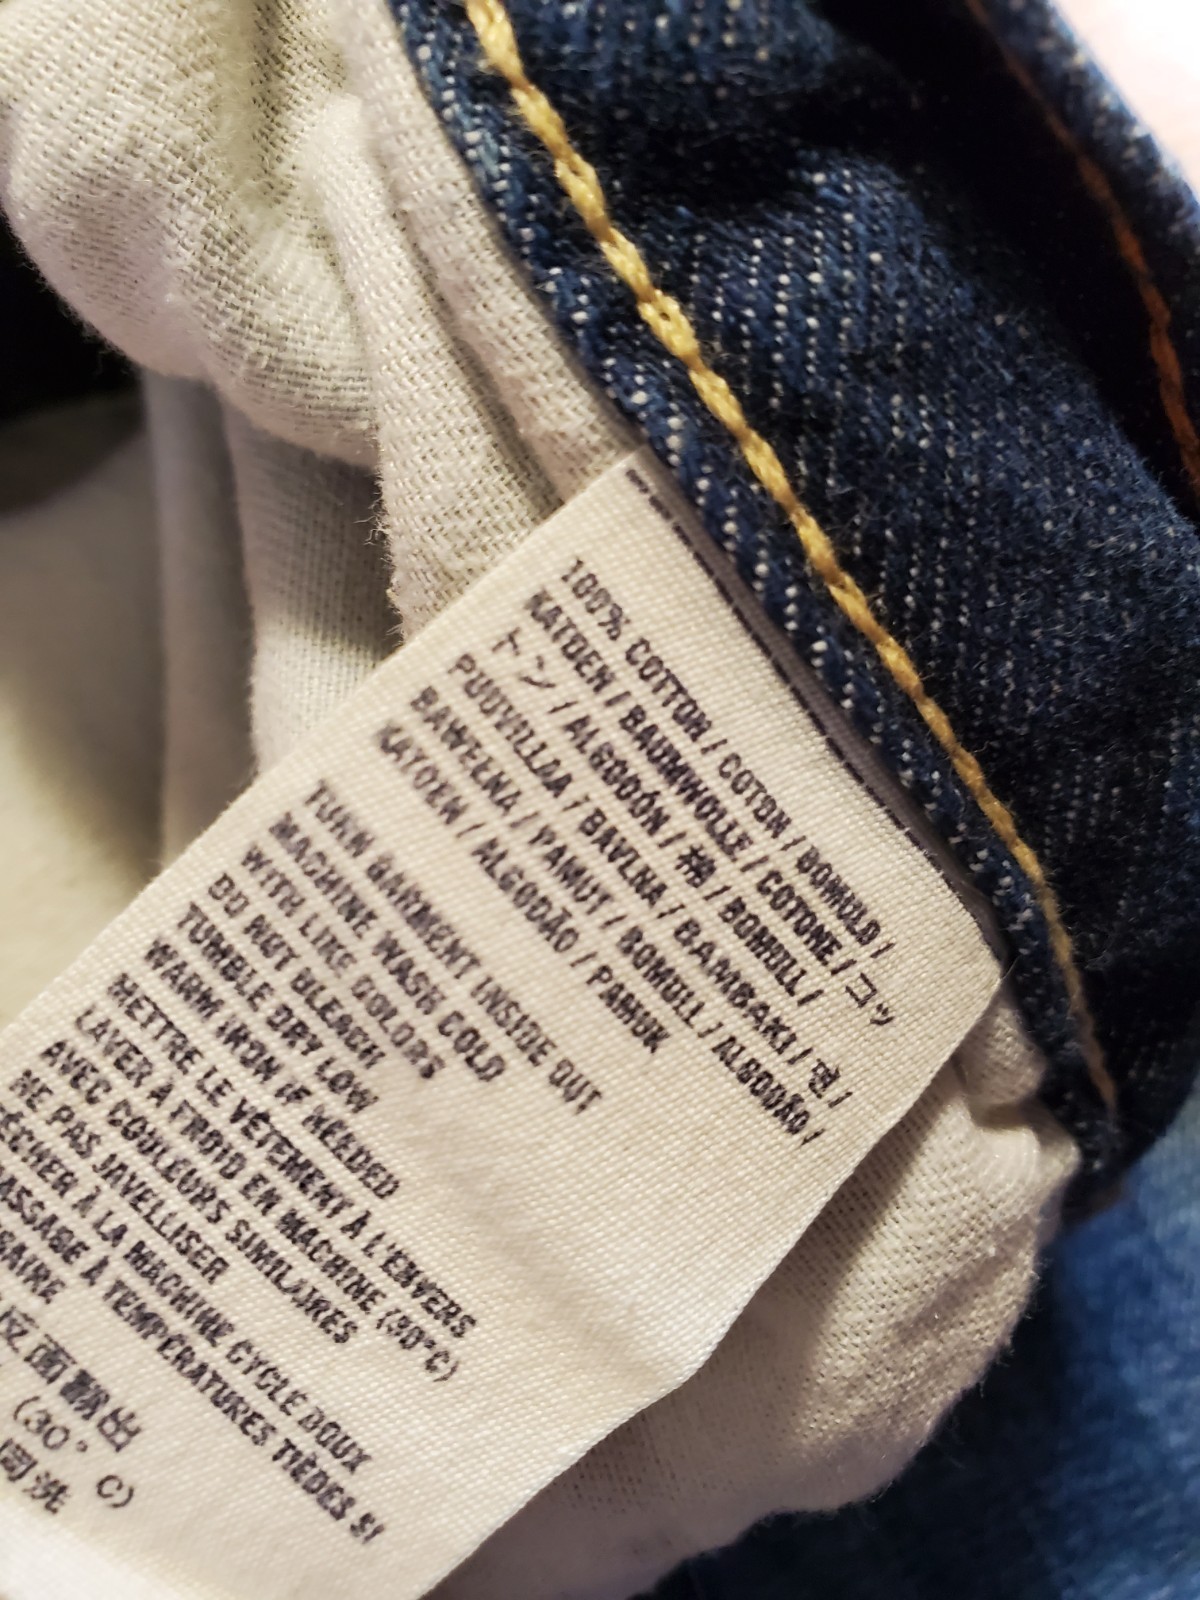 100% COTTON / COTON / BOMULD /
KATOEN / BAUMWOLLE / COTONE / コッ
トン / ALGODÓN / 棉 / BOMULL /
PUUVILLAA / BAVLNA / BAMBAKI / 면 /
BAWEŁNA / PAMUT / BOMULL / ALGODÃO /
KATOEN / ALGODÃO / PAMUK
TURN GARMENT INSIDE OUT
MACHINE WASH COLD
WITH LIKE COLORS
DO NOT BLEACH
TUMBLE DRY LOW
WARM IRON IF NEEDED
METTRE LE VÊTEMENT À L'ENVERS
LAVER À FROID EN MACHINE (30°C)
AVEC COULEURS SIMILAIRES
NE PAS JAVELLISER
SÉCHER À LA MACHINE CYCLE DOUX
À TEMPÉRATURES TIÈDES SI
反面翻出
(30°C)
同洗